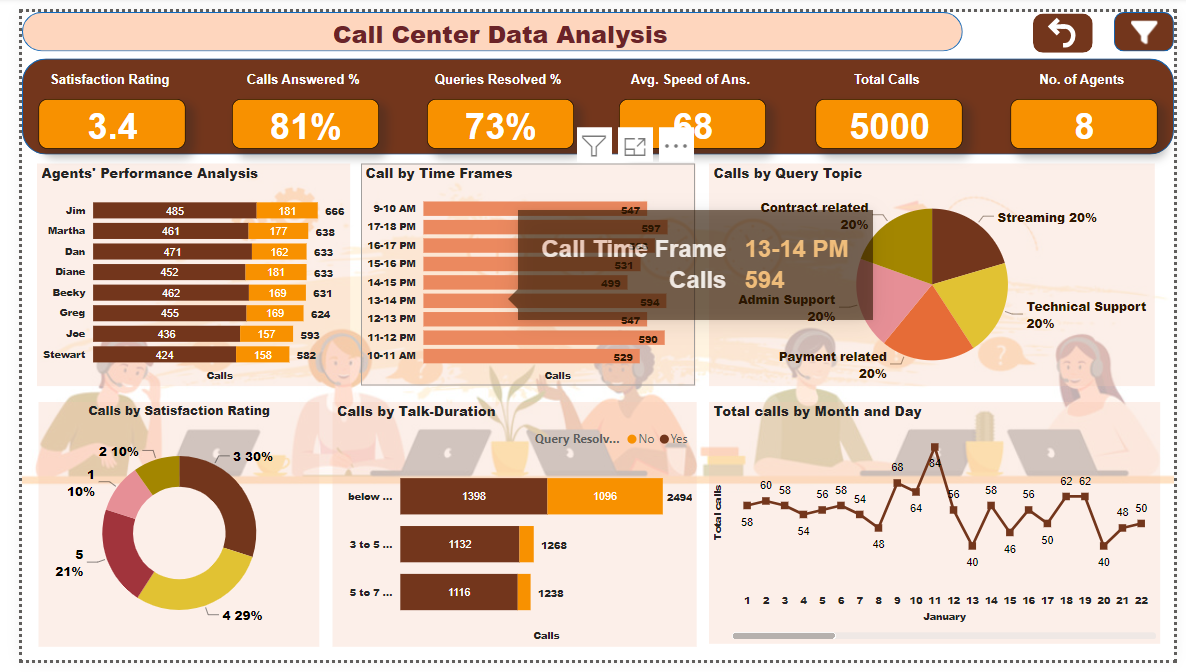 Call Center Data Analysis
Satisfaction Rating
Calls Answered %
Queries Resolved %
Avg. Speed of Ans.
Total Calls
No. of Agents
3.4
81%
73%
68
5000
8
Agents' Performance Analysis
Jim 485 181 666
Martha 461 177 638
Dan 471 162 633
Diane 452 181 633
Becky 462 169 631
Greg 455 169 624
Joe 436 157 593
Stewart 424 158 582
Calls
Call by Time Frames
9-10 AM 547
17-18 PM 597
16-17 PM
15-16 PM 531
14-15 PM 499
13-14 PM 594
12-13 PM 547
11-12 PM 590
10-11 AM 529
Calls
Call Time Frame 13-14 PM
Calls 594
Calls by Query Topic
Contract related
20%
Streaming 20%
Admin Support
20%
Technical Support
20%
Payment related
20%
Calls by Satisfaction Rating
2 10%
3 30%
1
10%
5
21%
4 29%
Calls by Talk-Duration
Query Resolv... No Yes
below ... 1398 1096 2494
3 to 5 ... 1132 1268
5 to 7 ... 1116 1238
Calls
Total calls by Month and Day
Total calls
58 60 58 54 56 58 54 48 68 64 84 56 40 58 46 56 50 62 62 40 48 50
1 2 3 4 5 6 7 8 9 10 11 12 13 14 15 16 17 18 19 20 21 22
January